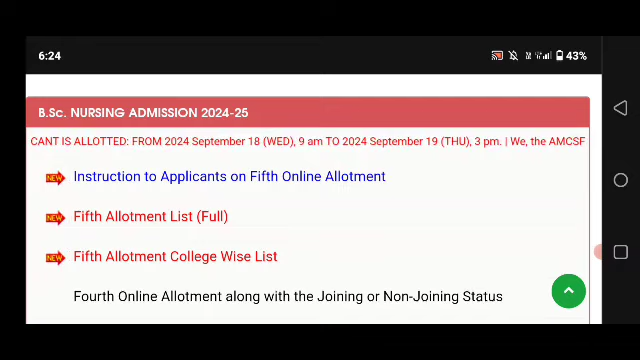 6:24
43%
B.Sc. NURSING ADMISSION 2024-25
CANT IS ALLOTTED: FROM 2024 September 18 (WED), 9 am TO 2024 September 19 (THU), 3 pm. | We, the AMCSF
NEW Instruction to Applicants on Fifth Online Allotment
NEW Fifth Allotment List (Full)
NEW Fifth Allotment College Wise List
Fourth Online Allotment along with the Joining or Non-Joining Status